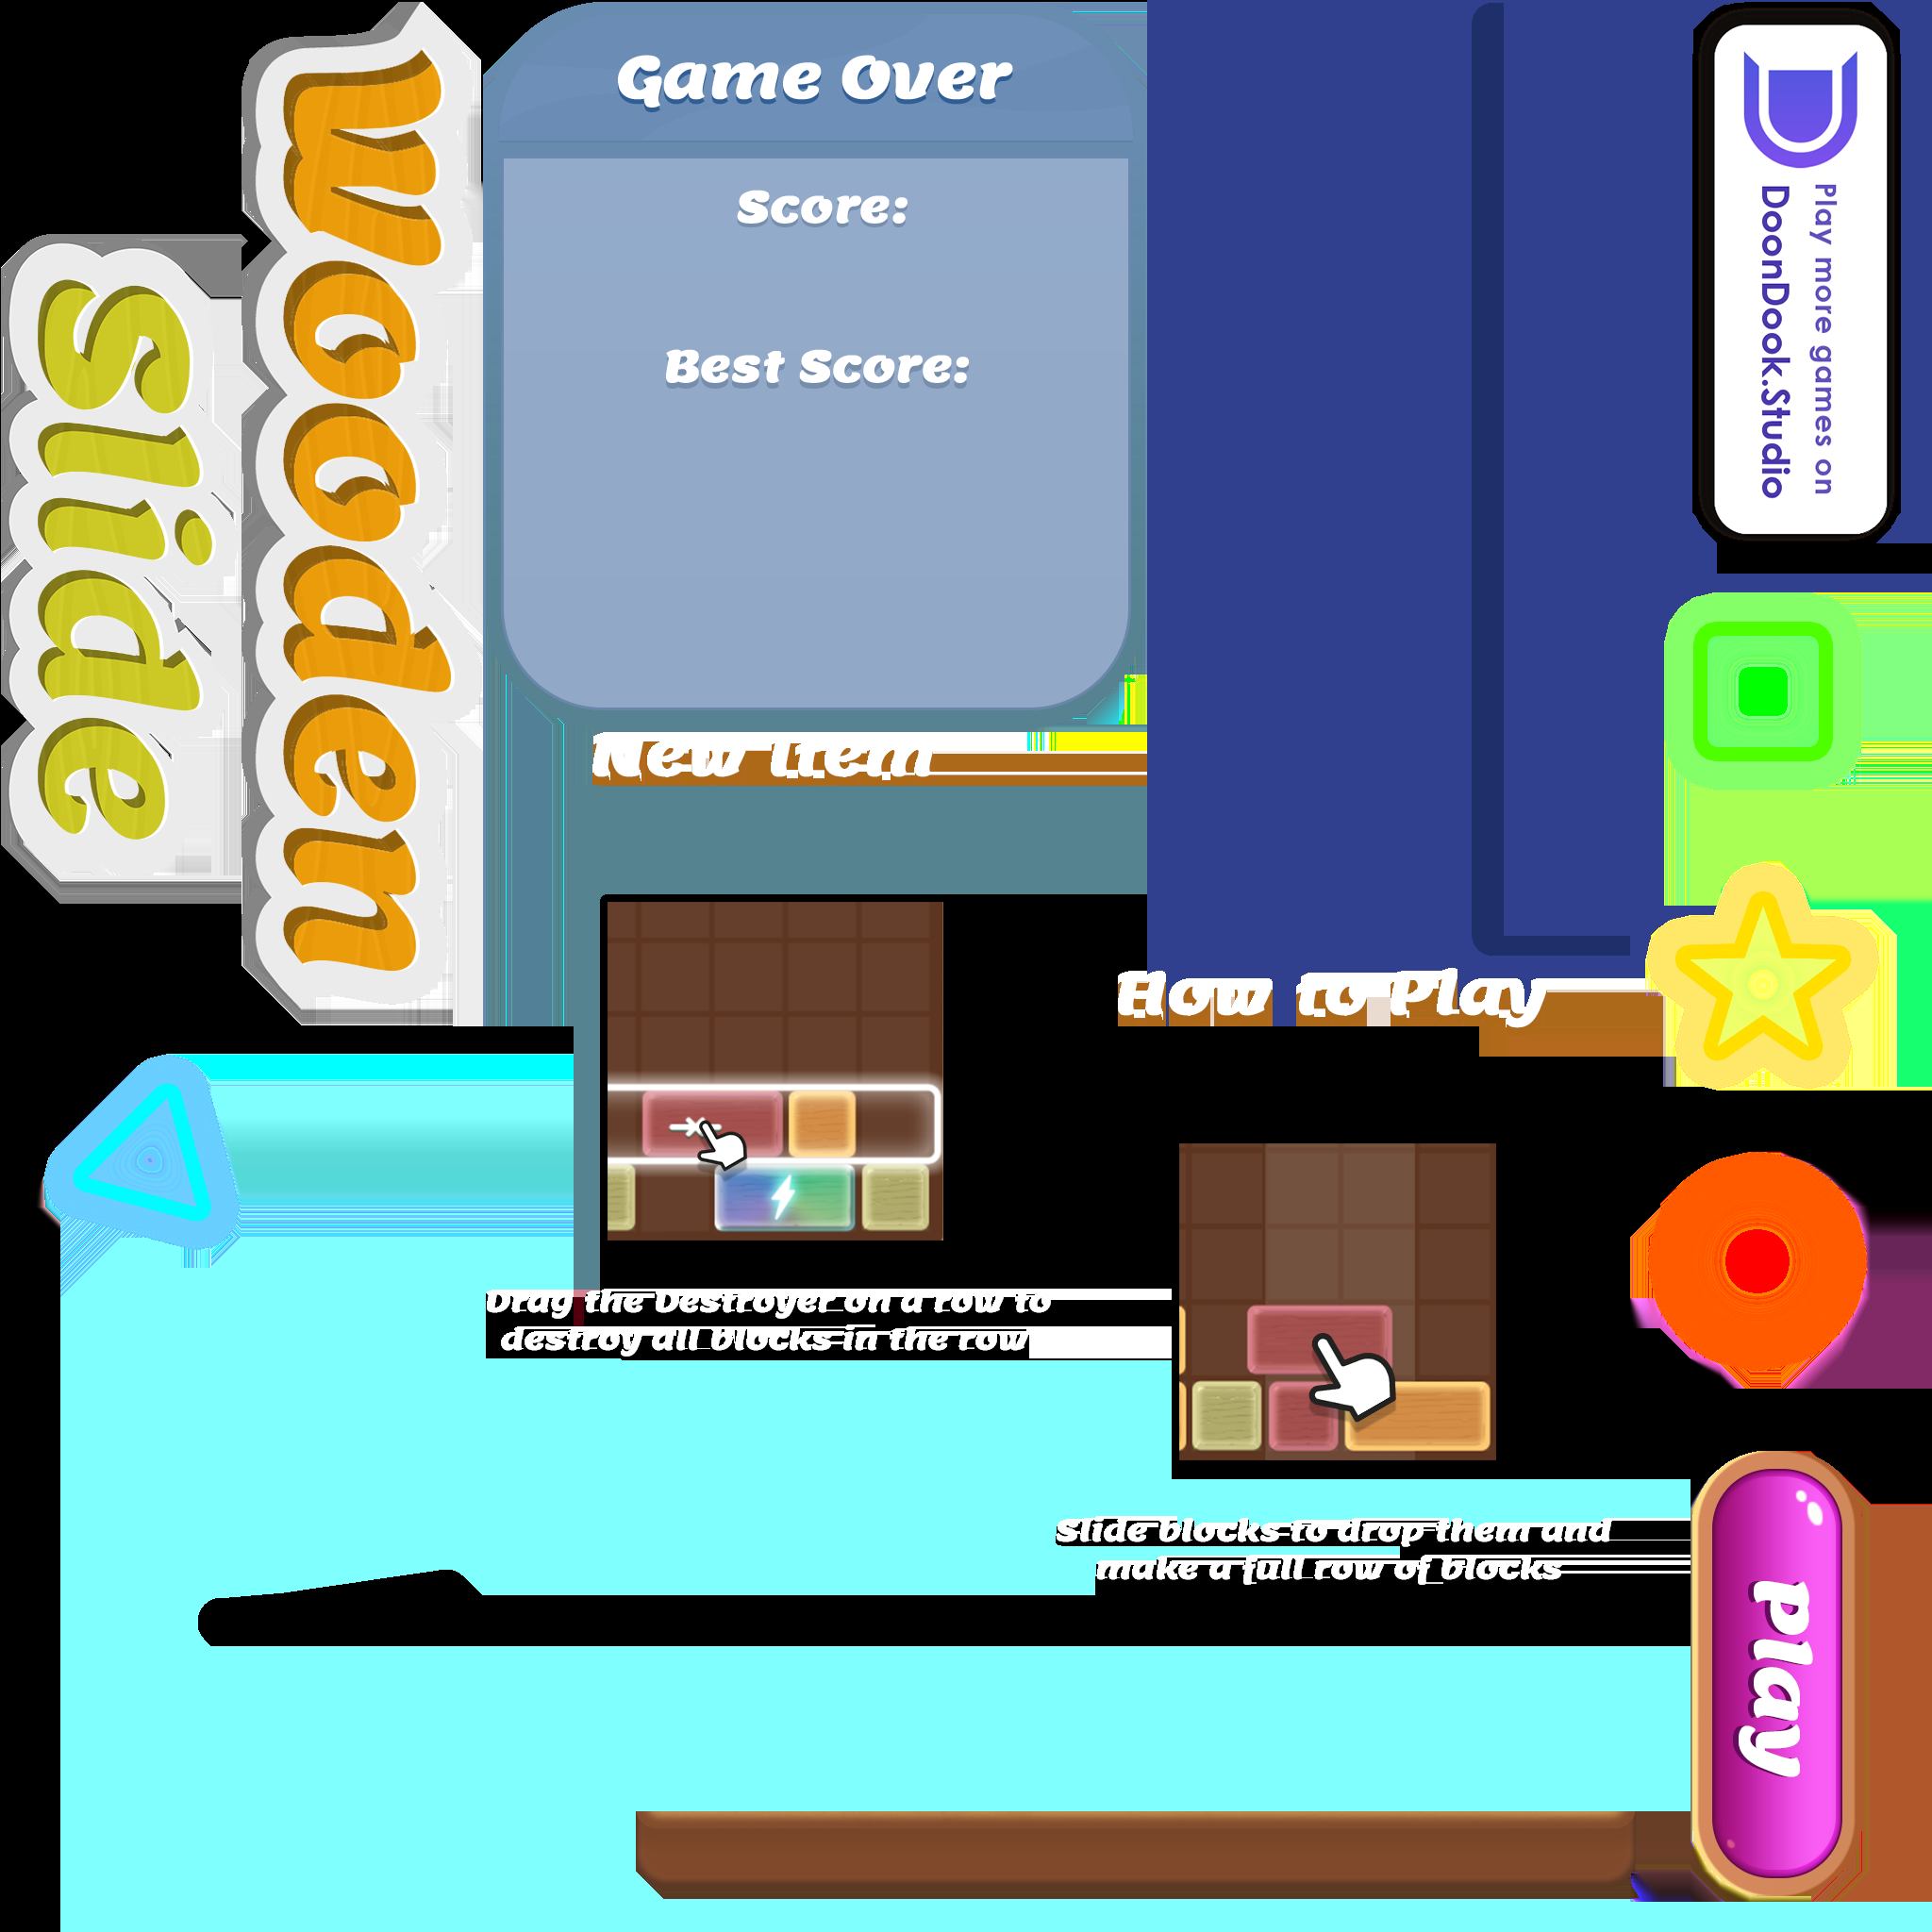 Wooden
Slide
Game Over
Score:
Best Score:
Play more games on
DoonDook.Studio
New Item
How to Play
Drag the Destroyer on a row to
destroy all blocks in the row
Slide blocks to drop them and
make a full row of blocks
Play